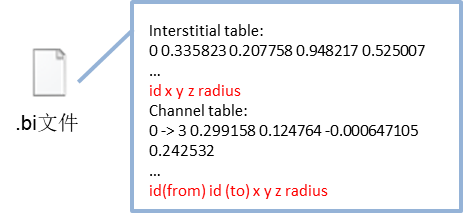 Interstitial table:
0 0.335823 0.207758 0.948217 0.525007
...
id x y z radius
Channel table:
0 -> 3 0.299158 0.124764 -0.000647105
0.242532
...
id(from) id (to) x y z radius
.bi文件